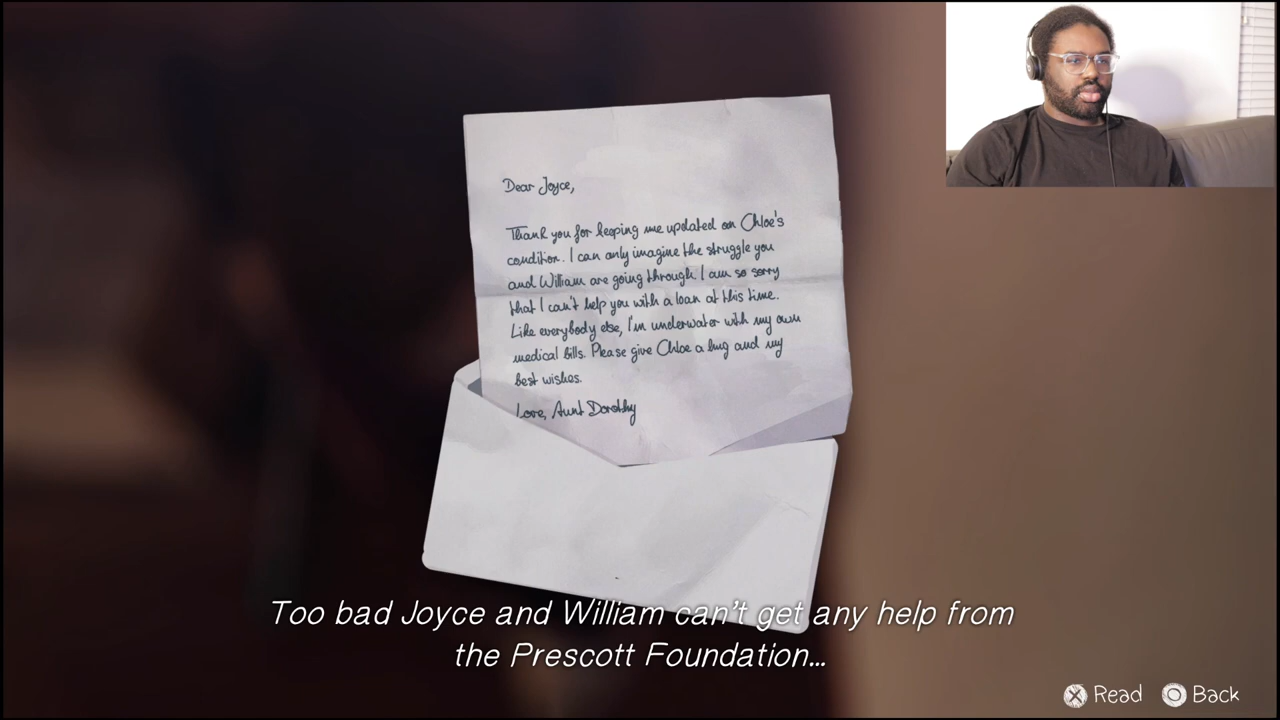 Dear Joyce,
Thank you for keeping me updated on Chloe's
condition. I can only imagine the struggle you
and William are going through. I am so sorry
that I can't help you with a loan at this time.
Like everybody else, I'm underwater with my own
medical bills. Please give Chloe a hug and my
best wishes.
Love, Aunt Dorothy
Too bad Joyce and William can't get any help from
the Prescott Foundation...
Read Back